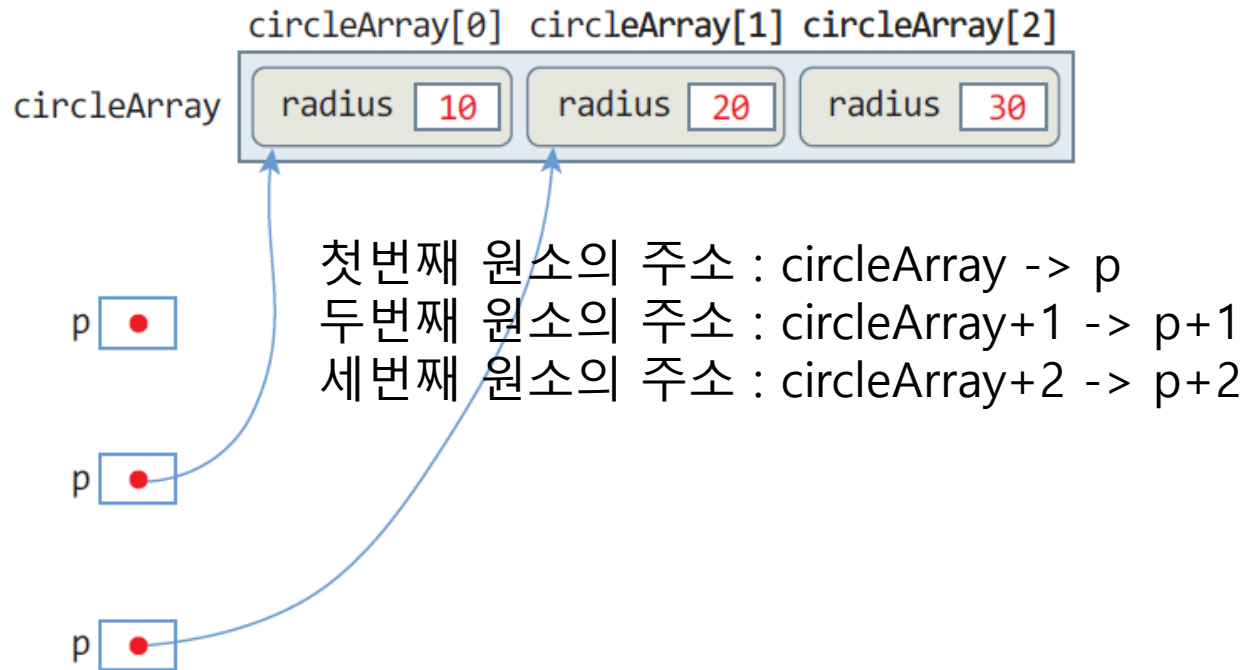 circleArray[0] circleArray[1] circleArray[2]
circleArray radius 10 radius 20 radius 30
첫번째 원소의 주소 : circleArray -> p
p
두번째 원소의 주소 : circleArray+1 -> p+1
세번째 원소의 주소 : circleArray+2 -> p+2
p
p